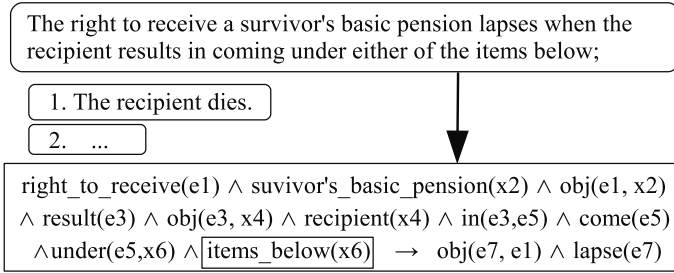 The right to receive a survivor's basic pension lapses when the
recipient results in coming under either of the items below;
1. The recipient dies.
2. ...
right_to_receive(e1) ∧ suvivor's_basic_pension(x2) ∧ obj(e1, x2)
∧ result(e3) ∧ obj(e3, x4) ∧ recipient(x4) ∧ in(e3,e5) ∧ come(e5)
∧under(e5,x6) ∧ items_below(x6) → obj(e7, e1) ∧ lapse(e7)